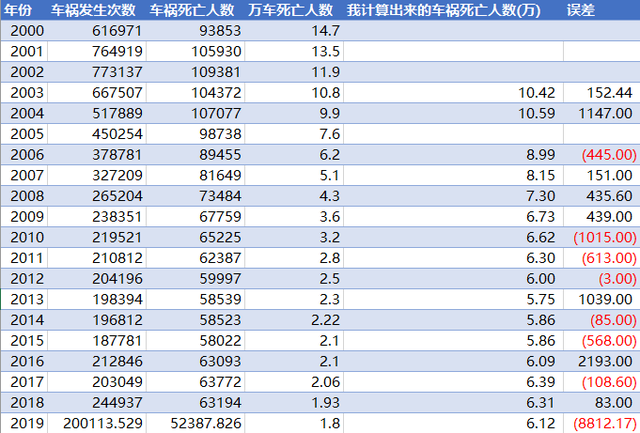 年份 车祸发生次数 车祸死亡人数 万车死亡人数 我计算出来的车祸死亡人数(万) 误差
2000 616971 93853 14.7
2001 764919 105930 13.5
2002 773137 109381 11.9
2003 667507 104372 10.8 10.42 152.44
2004 517889 107077 9.9 10.59 1147.00
2005 450254 98738 7.6
2006 378781 89455 6.2 8.99 (445.00)
2007 327209 81649 5.1 8.15 151.00
2008 265204 73484 4.3 7.30 435.60
2009 238351 67759 3.6 6.73 439.00
2010 219521 65225 3.2 6.62 (1015.00)
2011 210812 62387 2.8 6.30 (613.00)
2012 204196 59997 2.5 6.00 (3.00)
2013 198394 58539 2.3 5.75 1039.00
2014 196812 58523 2.22 5.86 (85.00)
2015 187781 58022 2.1 5.86 (568.00)
2016 212846 63093 2.1 6.09 2193.00
2017 203049 63772 2.06 6.39 (108.60)
2018 244937 63194 1.93 6.31 83.00
2019 200113.529 52387.826 1.8 6.12 (8812.17)